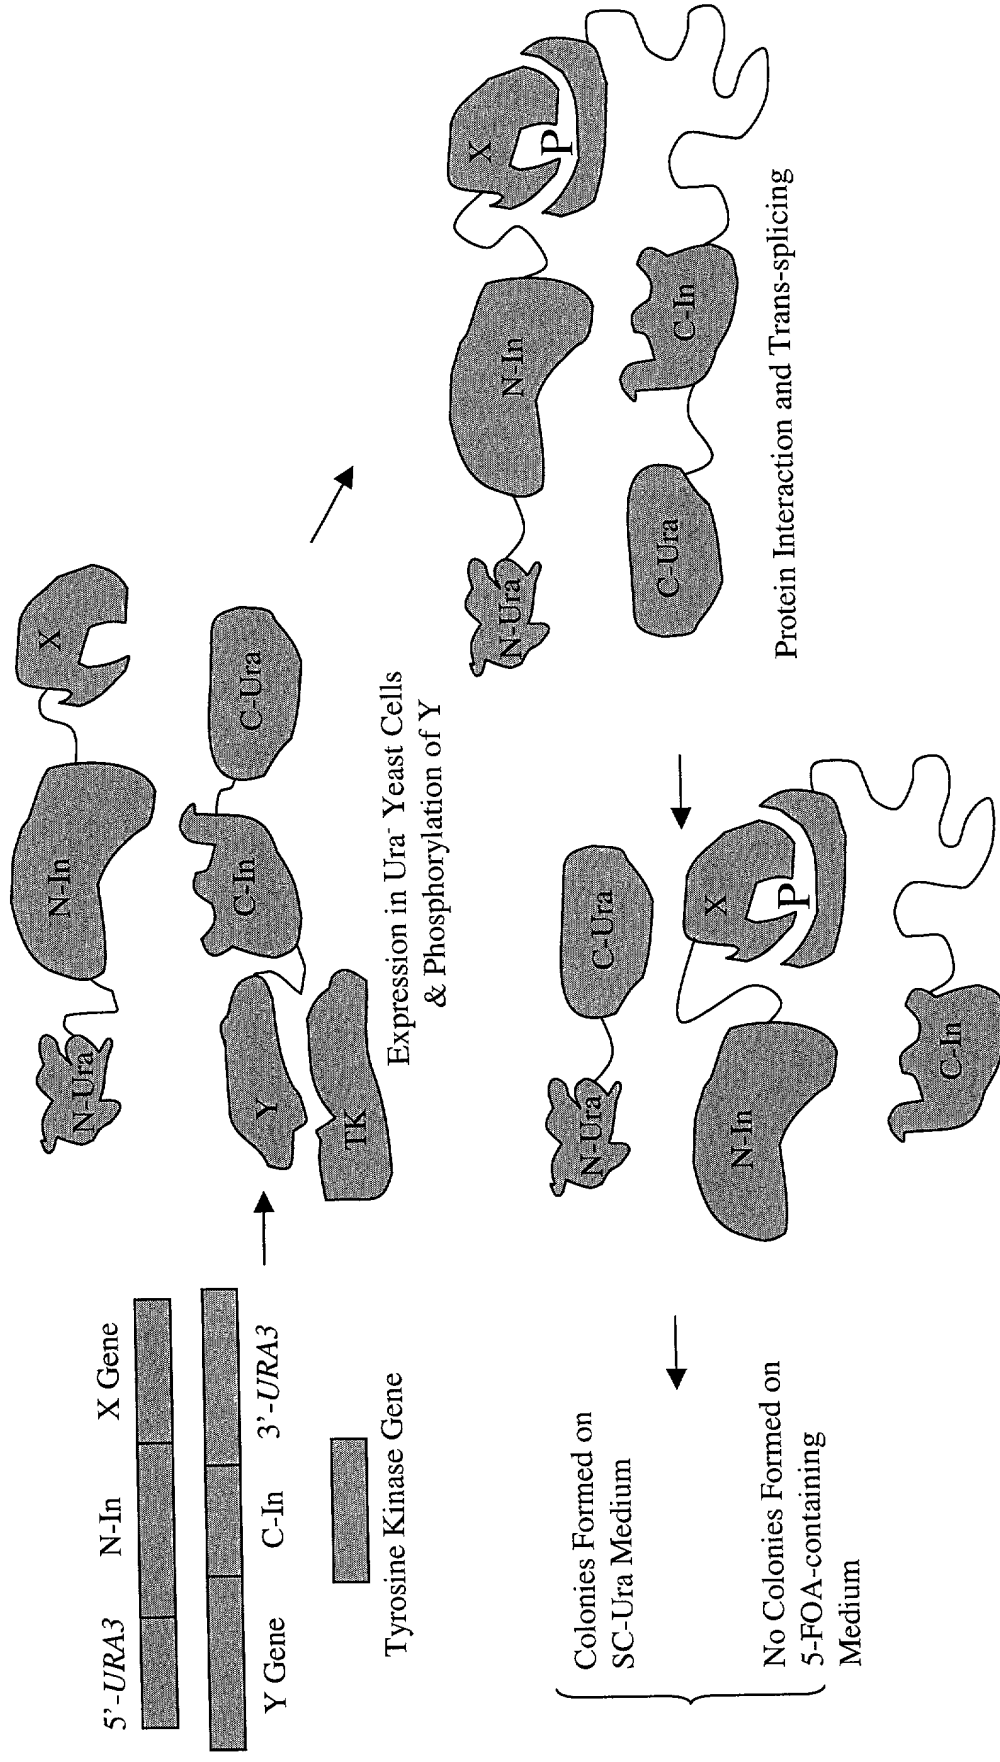 5'-URA3 N-In X Gene
Y Gene C-In 3'-URA3
Tyrosine Kinase Gene
N-Ura
N-In
X
Y
C-In
C-Ura
TK
Expression in Ura⁻ Yeast Cells
& Phosphorylation of Y
N-Ura
N-In
X
P
C-Ura
C-In
Protein Interaction and Trans-splicing
N-Ura
C-Ura
N-In
X
P
C-In
Colonies Formed on
SC-Ura Medium
No Colonies Formed on
5-FOA-containing
Medium